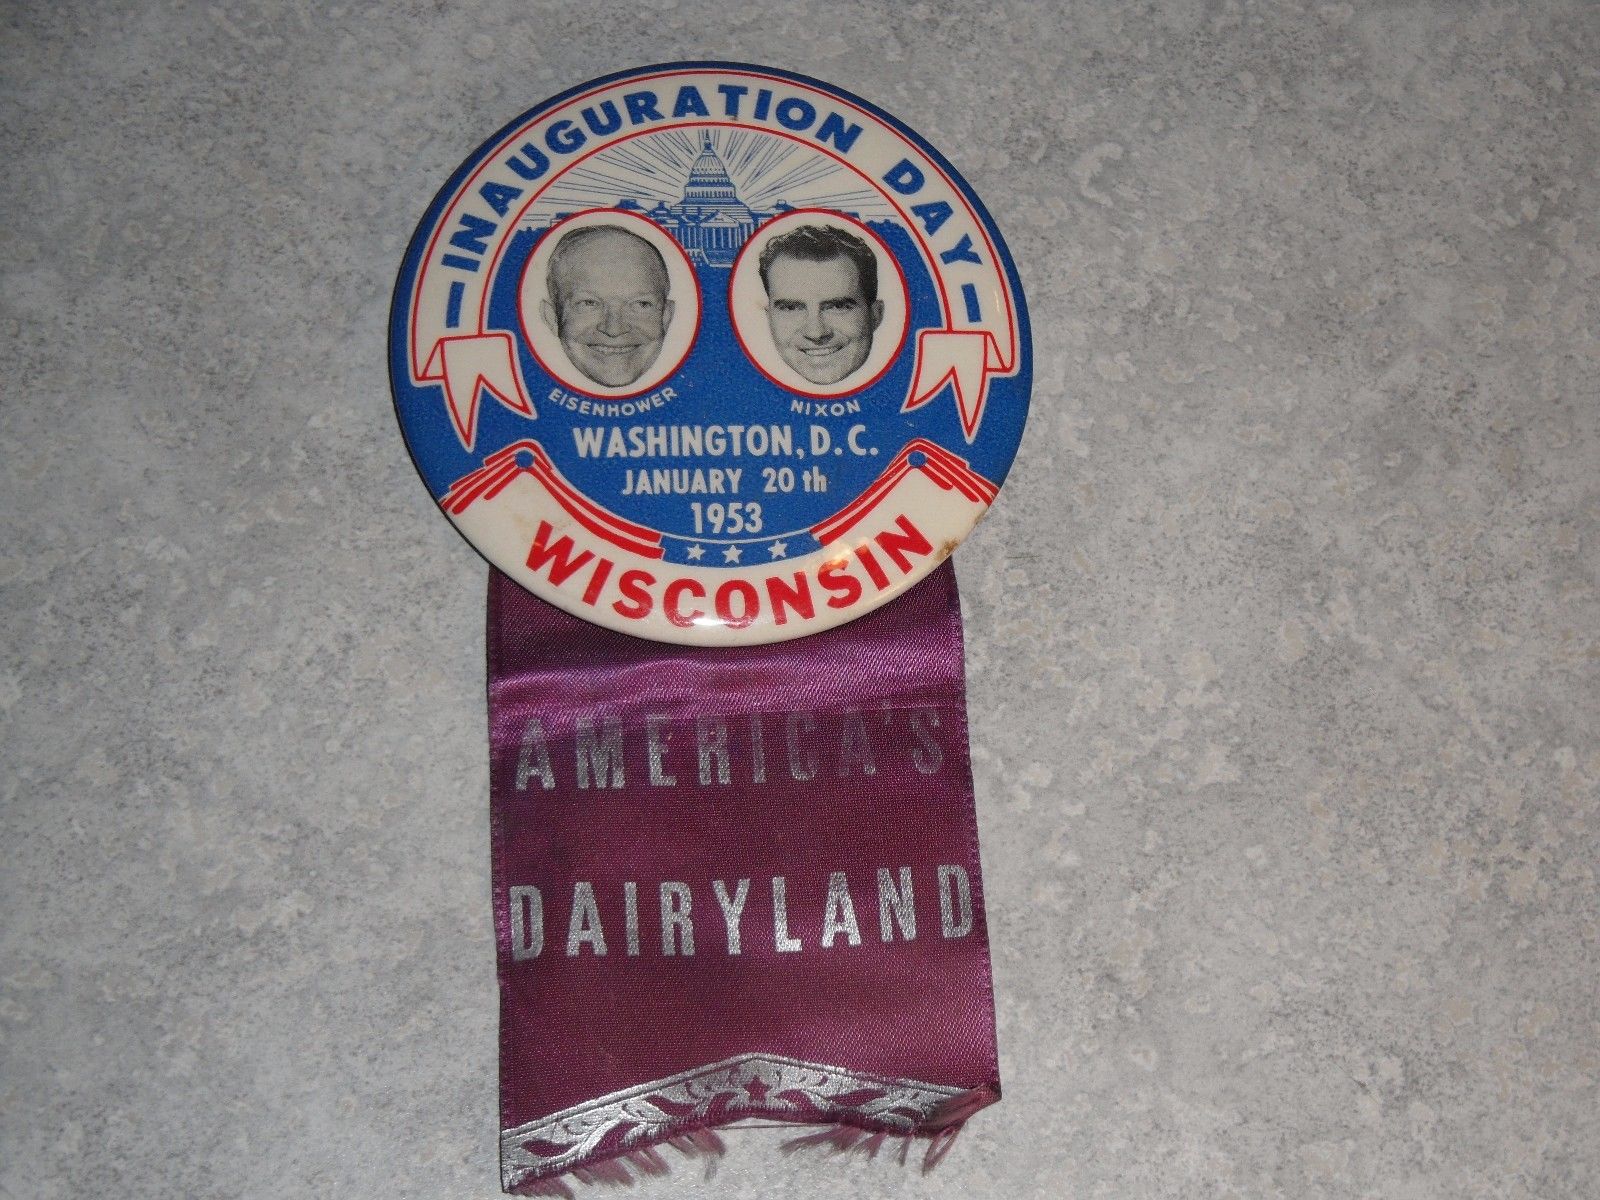 INAUGURATION DAY
EISENHOWER
NIXON
WASHINGTON, D.C.
JANUARY 20th
1953
WISCONSIN
AMERICA'S
DAIRYLAND